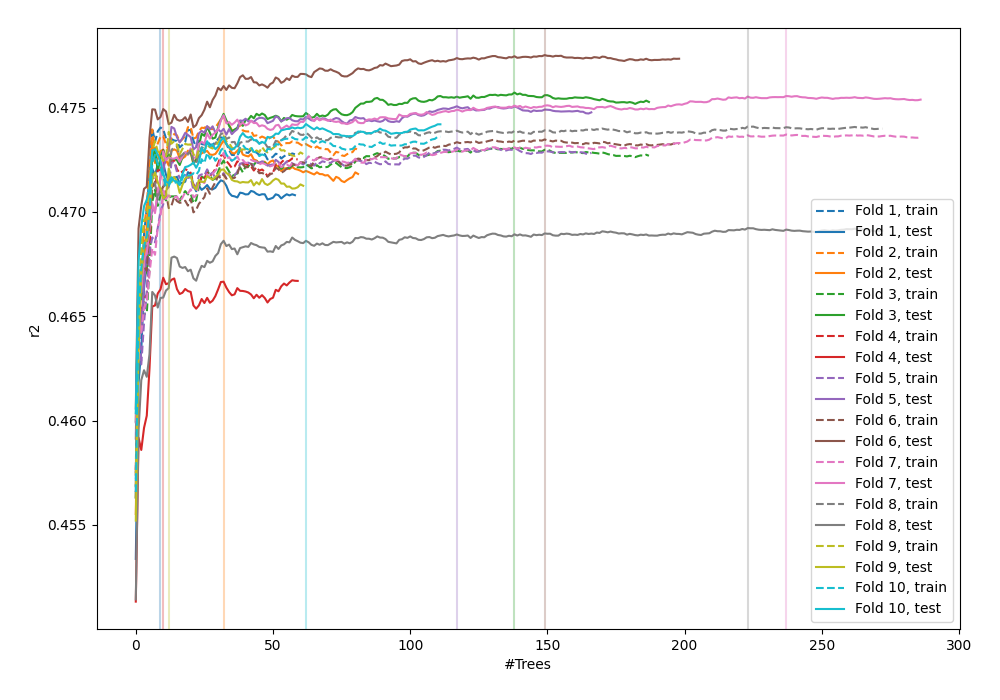 0.475
0.470
0.465
0.460
0.455
r2
0
50
100
150
200
250
300
#Trees
Fold 1, train
Fold 1, test
Fold 2, train
Fold 2, test
Fold 3, train
Fold 3, test
Fold 4, train
Fold 4, test
Fold 5, train
Fold 5, test
Fold 6, train
Fold 6, test
Fold 7, train
Fold 7, test
Fold 8, train
Fold 8, test
Fold 9, train
Fold 9, test
Fold 10, train
Fold 10, test